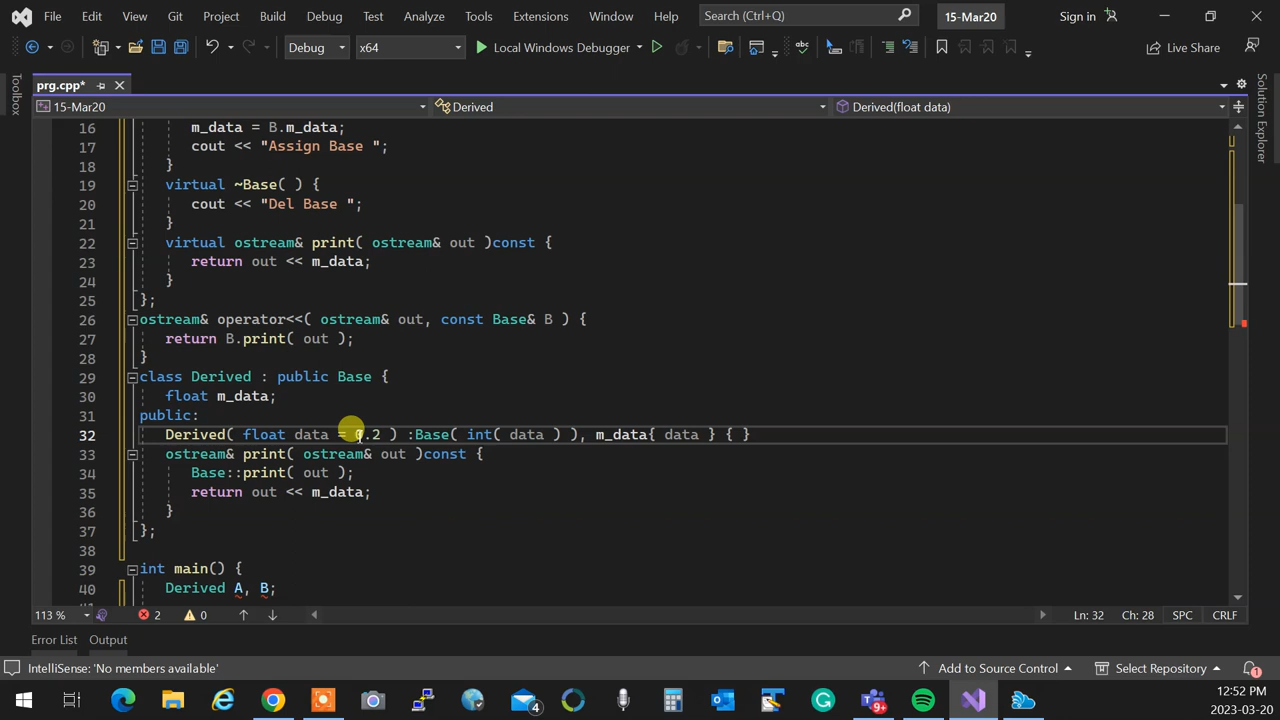 File Edit View Git Project Build Debug Test Analyze Tools Extensions Window Help Search (Ctrl+Q) 15-Mar20 Sign in
Debug x64 Local Windows Debugger Live Share
prg.cpp*
15-Mar20 Derived Derived(float data)
Toolbox
Solution Explorer
16 m_data = B.m_data;
17 cout << "Assign Base ";
18 }
19 virtual ~Base( ) {
20 cout << "Del Base ";
21 }
22 virtual ostream& print( ostream& out )const {
23 return out << m_data;
24 }
25 };
26 ostream& operator<<( ostream& out, const Base& B ) {
27 return B.print( out );
28 }
29 class Derived : public Base {
30 float m_data;
31 public:
32 Derived( float data = 0.2 ) :Base( int( data ) ), m_data{ data } { }
33 ostream& print( ostream& out )const {
34 Base::print( out );
35 return out << m_data;
36 }
37 };
38
39 int main() {
40 Derived A, B;
113 % 2 0 Ln: 32 Ch: 28 SPC CRLF
Error List Output
IntelliSense: 'No members available' Add to Source Control Select Repository 1
4 9+ 12:52 PM
2023-03-20